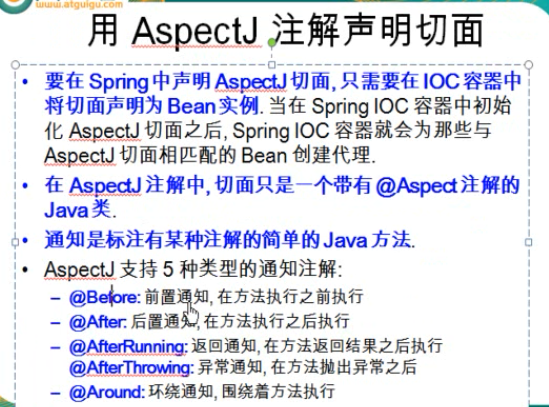 www.atguigu.com
用 AspectJ 注解声明切面
• 要在 Spring 中声明 AspectJ 切面, 只需要在 IOC 容器中
将切面声明为 Bean 实例. 当在 Spring IOC 容器中初始
化 AspectJ 切面之后, Spring IOC 容器就会为那些与
AspectJ 切面相匹配的 Bean 创建代理.
• 在 AspectJ 注解中, 切面只是一个带有 @Aspect 注解的
Java 类.
• 通知是标注有某种注解的简单的 Java 方法.
• AspectJ 支持 5 种类型的通知注解:
– @Before: 前置通知, 在方法执行之前执行
– @After: 后置通知, 在方法执行之后执行
– @AfterRunning: 返回通知, 在方法返回结果之后执行
@AfterThrowing: 异常通知, 在方法抛出异常之后
– @Around: 环绕通知, 围绕着方法执行